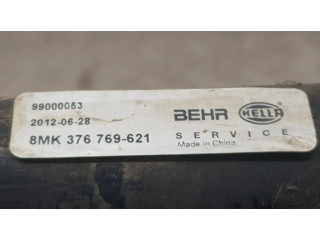 99000053
2012-06-28
8MK 376 769-621
BEHR HELLA
SERVICE
Made in China